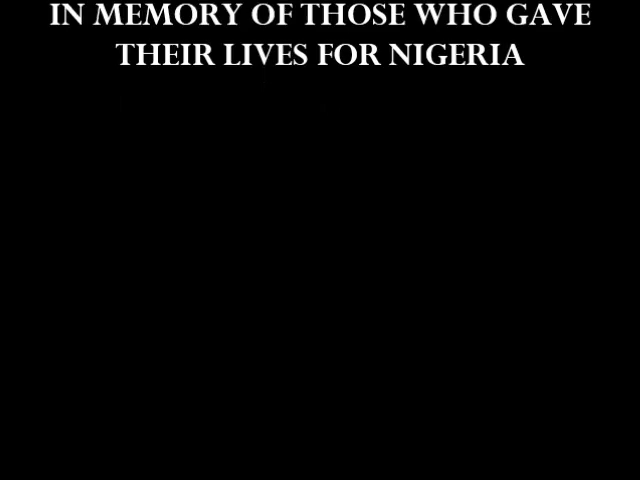 IN MEMORY OF THOSE WHO GAVE
THEIR LIVES FOR NIGERIA